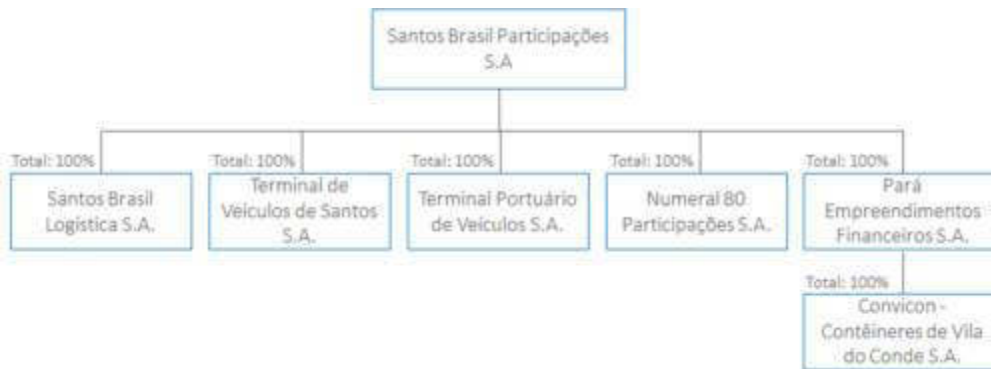 Santos Brasil Participações
S.A
Total: 100%
Santos Brasil
Logística S.A.
Total: 100%
Terminal de
Veículos de Santos
S.A.
Total: 100%
Terminal Portuário
de Veículos S.A.
Total: 100%
Numeral 80
Participações S.A.
Total: 100%
Pará
Empreendimentos
Financeiros S.A.
Total: 100%
Convicon -
Contêineres de Vila
do Conde S.A.